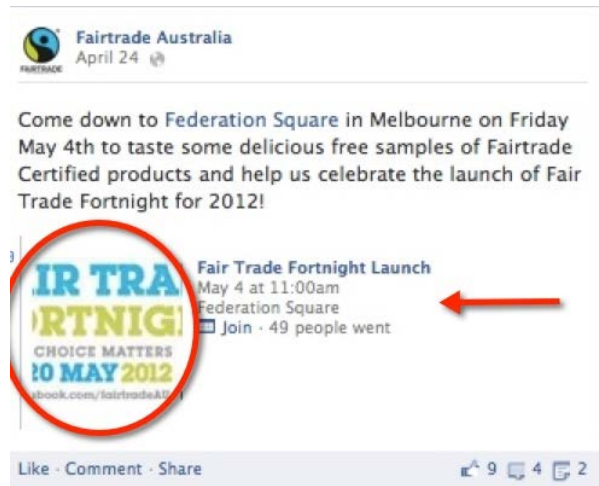 Fairtrade Australia
April 24
FAIRTRADE
Come down to Federation Square in Melbourne on Friday
May 4th to taste some delicious free samples of Fairtrade
Certified products and help us celebrate the launch of Fair
Trade Fortnight for 2012!
IR TRA
RTNIG
CHOICE MATTERS
20 MAY 2012
book.com/fairtradeA
Fair Trade Fortnight Launch
May 4 at 11:00am
Federation Square
Join · 49 people went
Like · Comment · Share
9 4 2